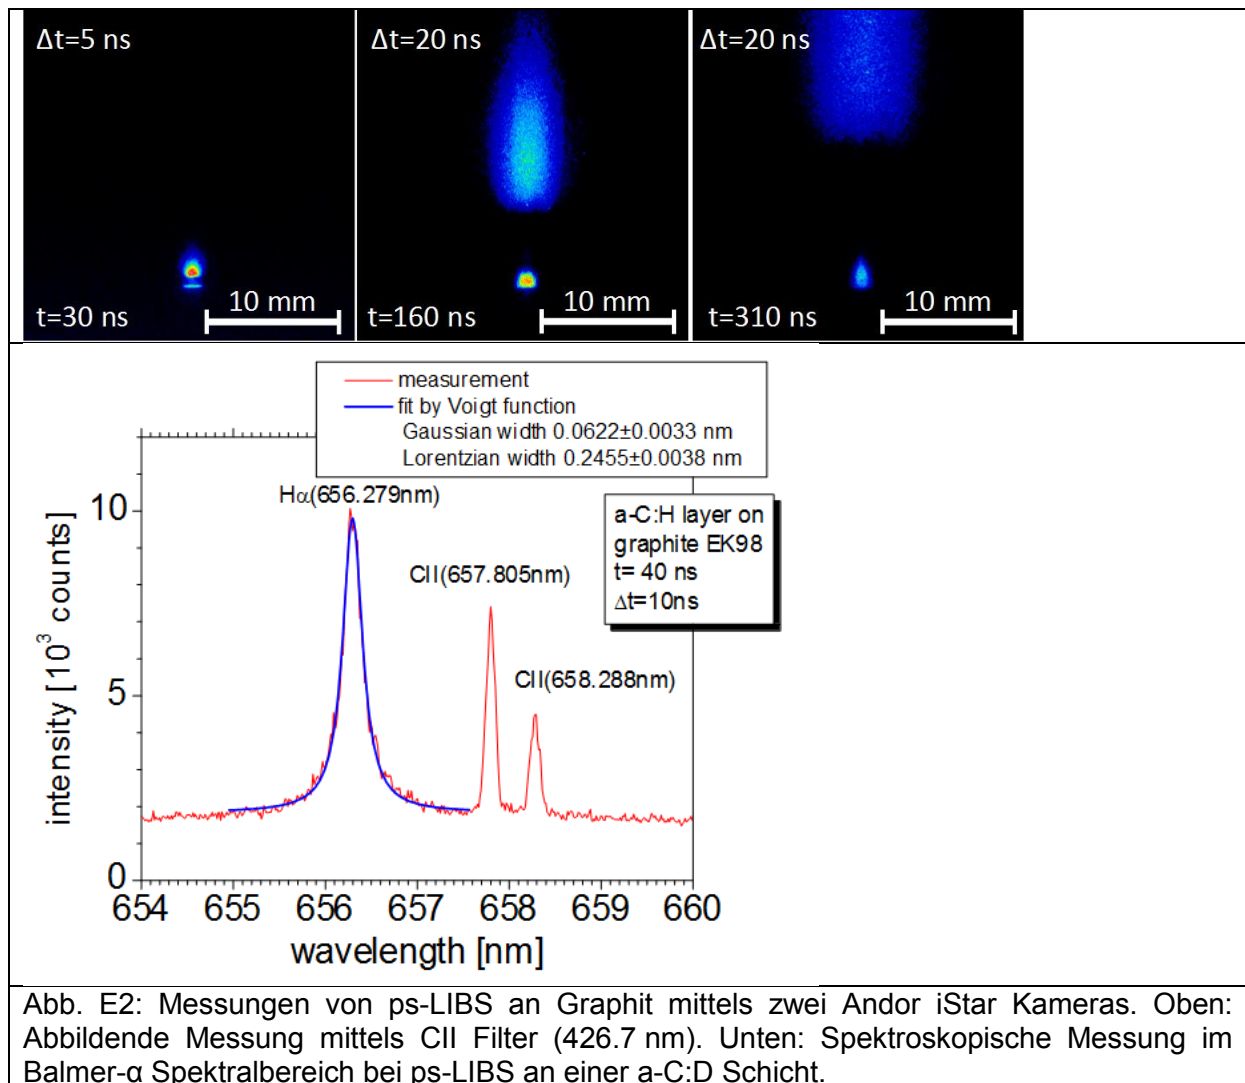 Δt=5 ns
Δt=20 ns
Δt=20 ns
10 mm
10 mm
10 mm
t=30 ns
t=160 ns
t=310 ns
measurement
fit by Voigt function
Gaussian width 0.0622±0.0033 nm
Lorentzian width 0.2455±0.0038 nm
Hα(656.279nm)
a-C:H layer on
graphite EK98
t= 40 ns
Δt=10ns
CII(657.805nm)
CII(658.288nm)
intensity [10³ counts]
10
5
0
654 655 656 657 658 659 660
wavelength [nm]
Abb. E2: Messungen von ps-LIBS an Graphit mittels zwei Andor iStar Kameras. Oben:
Abbildende Messung mittels CII Filter (426.7 nm). Unten: Spektroskopische Messung im
Balmer-α Spektralbereich bei ps-LIBS an einer a-C:D Schicht.